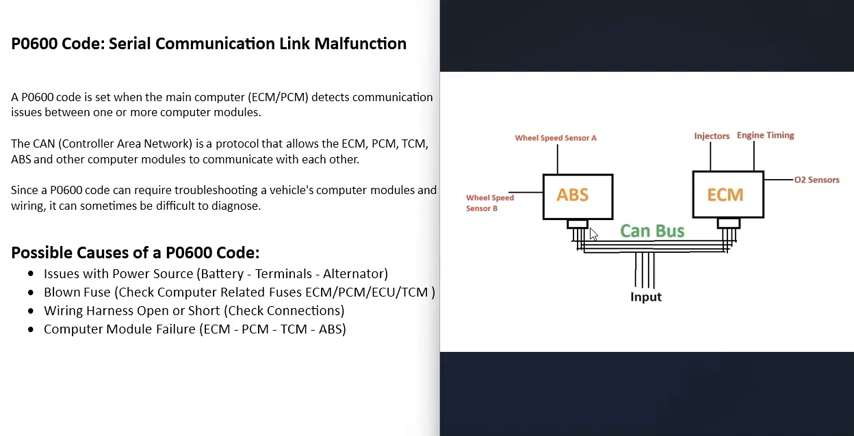 P0600 Code: Serial Communication Link Malfunction
A P0600 code is set when the main computer (ECM/PCM) detects communication
issues between one or more computer modules.
The CAN (Controller Area Network) is a protocol that allows the ECM, PCM, TCM,
ABS and other computer modules to communicate with each other.
Since a P0600 code can require troubleshooting a vehicle's computer modules and
wiring, it can sometimes be difficult to diagnose.
Possible Causes of a P0600 Code:
• Issues with Power Source (Battery - Terminals - Alternator)
• Blown Fuse (Check Computer Related Fuses ECM/PCM/ECU/TCM )
• Wiring Harness Open or Short (Check Connections)
• Computer Module Failure (ECM - PCM - TCM - ABS)
Wheel Speed Sensor A
Wheel Speed
Sensor B
ABS
Injectors
Engine Timing
O2 Sensors
ECM
Can Bus
Input